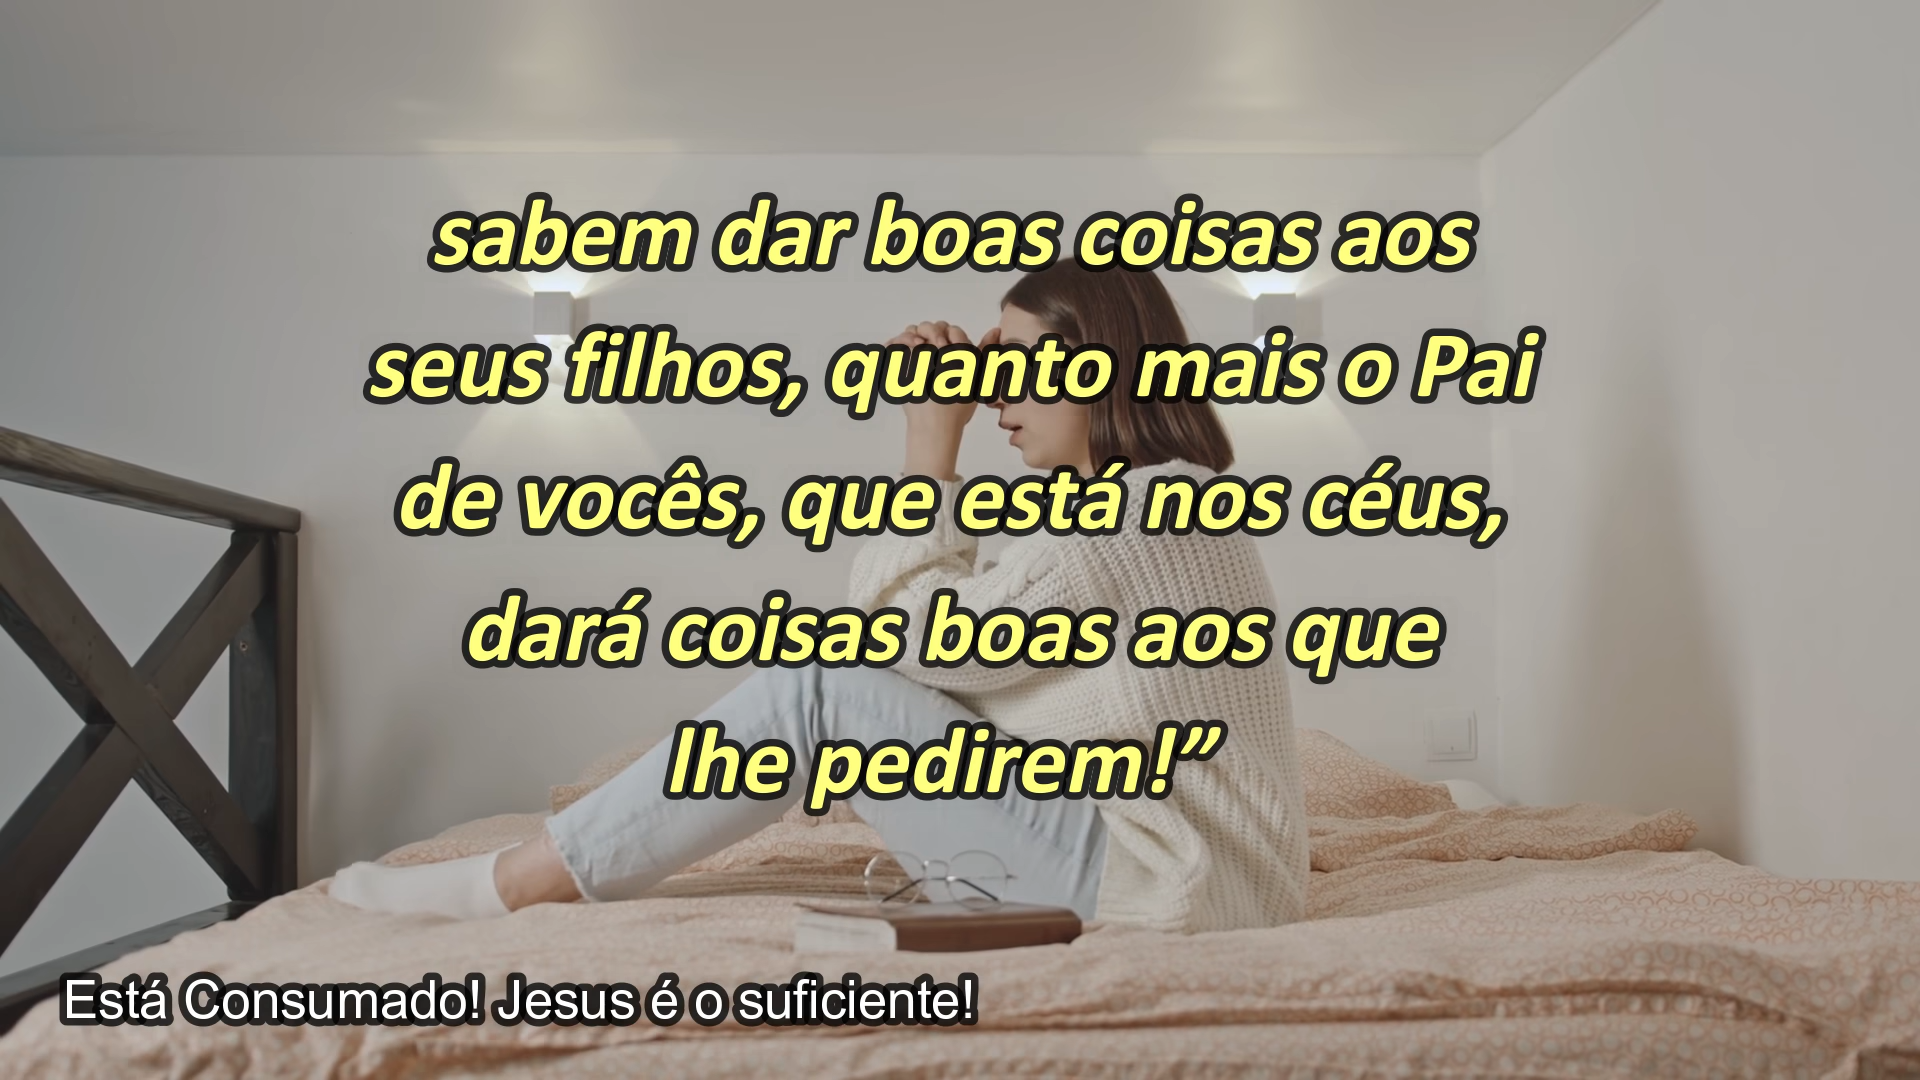 sabem dar boas coisas aos
seus filhos, quanto mais o Pai
de vocês, que está nos céus,
dará coisas boas aos que
lhe pedirem!”
Está Consumado! Jesus é o suficiente!